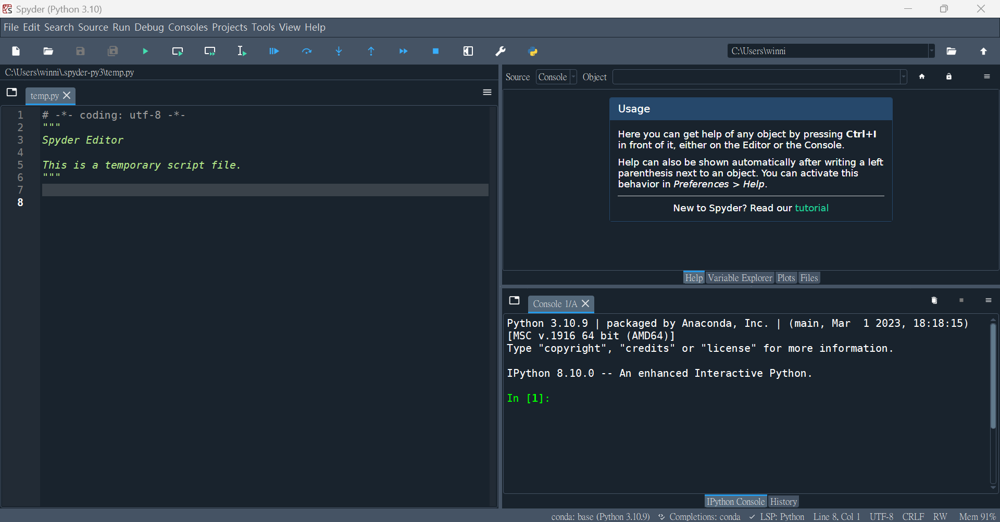 Spyder (Python 3.10)
File Edit Search Source Run Debug Consoles Projects Tools View Help
C:\Users\winni
C:\Users\winni\.spyder-py3\temp.py
temp.py
1 # -*- coding: utf-8 -*-
2 """
3 Spyder Editor
4
5 This is a temporary script file.
6 """
7
8
Source Console Object
Usage
Here you can get help of any object by pressing Ctrl+I
in front of it, either on the Editor or the Console.
Help can also be shown automatically after writing a left
parenthesis next to an object. You can activate this
behavior in Preferences > Help.
New to Spyder? Read our tutorial
Help Variable Explorer Plots Files
Console 1/A
Python 3.10.9 | packaged by Anaconda, Inc. | (main, Mar  1 2023, 18:18:15)
[MSC v.1916 64 bit (AMD64)]
Type "copyright", "credits" or "license" for more information.
IPython 8.10.0 -- An enhanced Interactive Python.
In [1]:
IPython Console History
conda: base (Python 3.10.9) Completions: conda LSP: Python Line 8, Col 1 UTF-8 CRLF RW Mem 91%